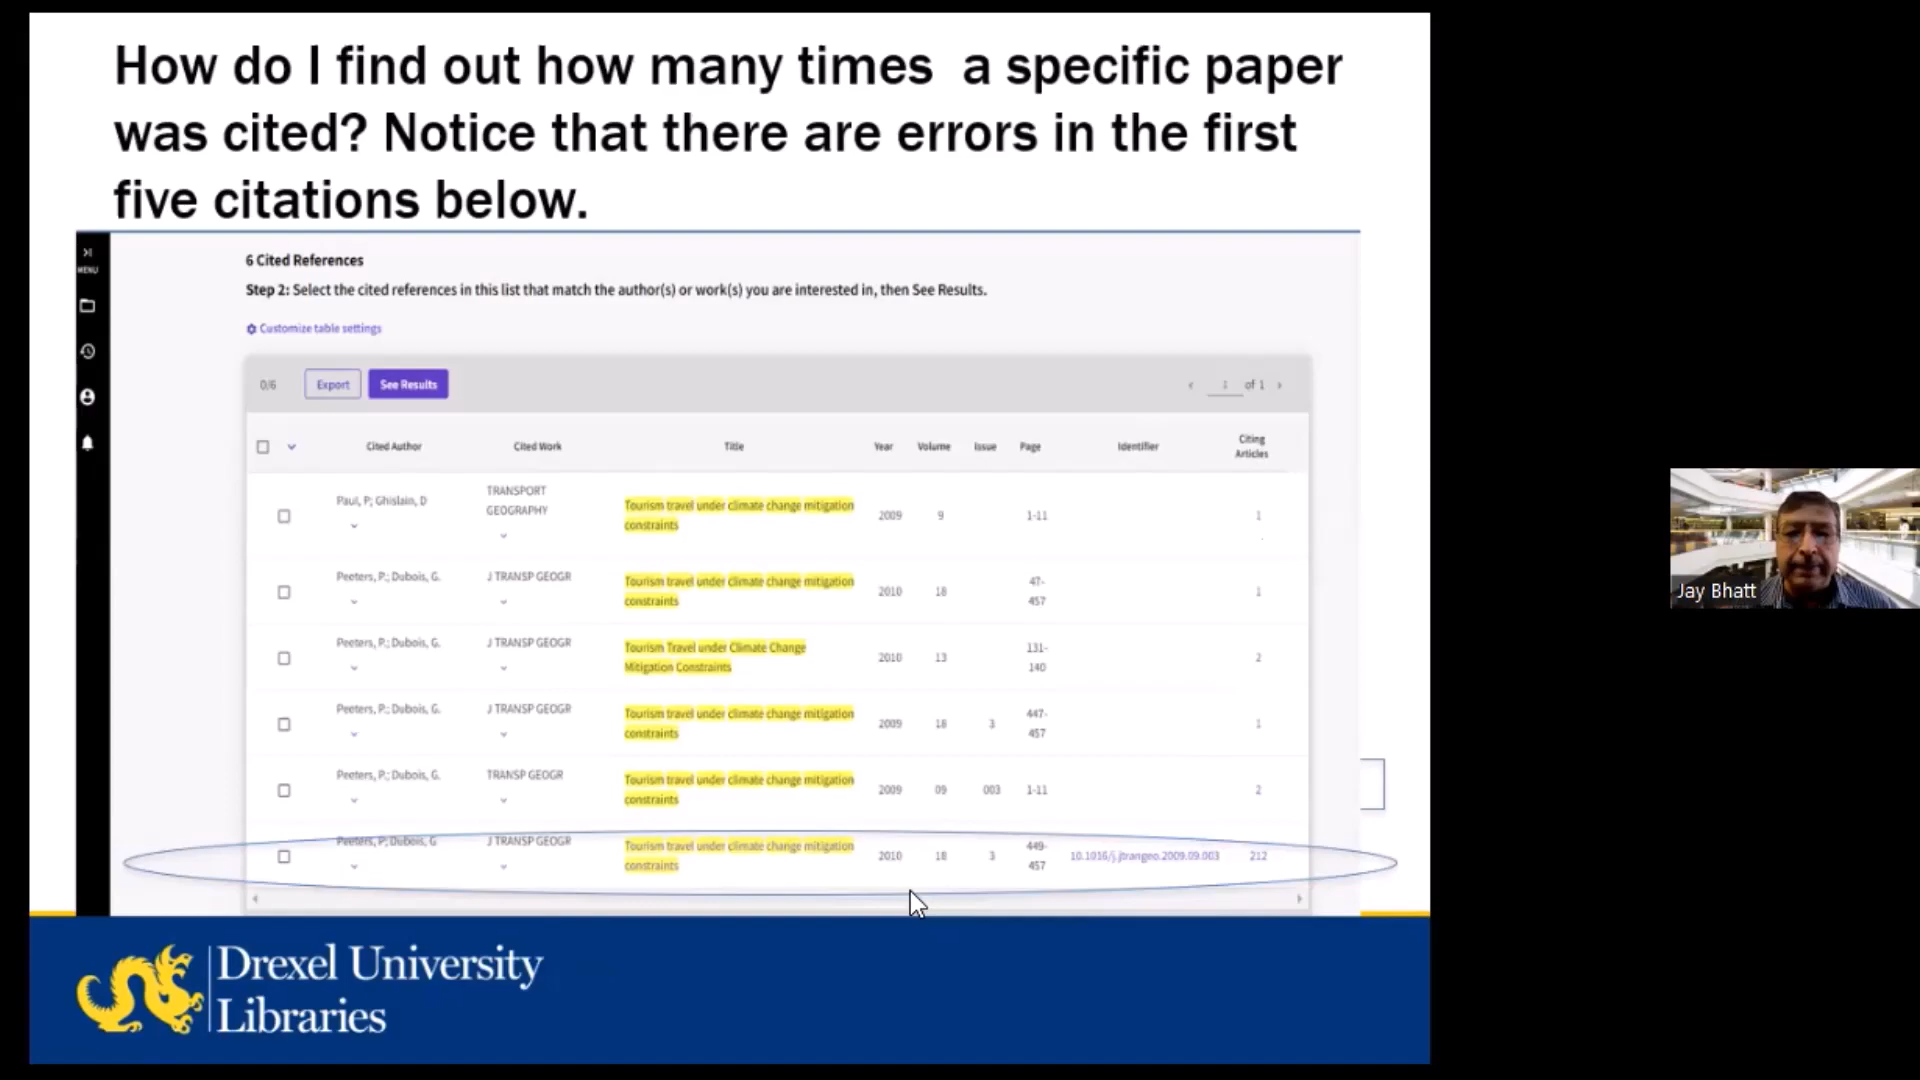 How do I find out how many times a specific paper
was cited? Notice that there are errors in the first
five citations below.
MENU
6 Cited References
Step 2: Select the cited references in this list that match the author(s) or work(s) you are interested in, then See Results.
Customize table settings
0/6 Export See Results 1 of 1
Cited Author Cited Work Title Year Volume Issue Page Identifier Citing
Articles
Paul, P; Ghislain, D TRANSPORT
GEOGRAPHY Tourism travel under climate change mitigation
constraints 2009 9 1-11 1
Peeters, P.; Dubois, G. J TRANSP GEOGR Tourism travel under climate change mitigation
constraints 2010 18 47-
457 1
Peeters, P.; Dubois, G. J TRANSP GEOGR Tourism Travel under Climate Change
Mitigation Constraints 2010 13 131-
140 2
Peeters, P.; Dubois, G. J TRANSP GEOGR Tourism travel under climate change mitigation
constraints 2009 18 3 447-
457 1
Peeters, P.; Dubois, G. TRANSP GEOGR Tourism travel under climate change mitigation
constraints 2009 09 003 1-11 2
Peeters, P; Dubois, G J TRANSP GEOGR Tourism travel under climate change mitigation
constraints 2010 18 3 449-
457 10.1016/j.jtrangeo.2009.09.003 212
Drexel University
Libraries
Jay Bhatt